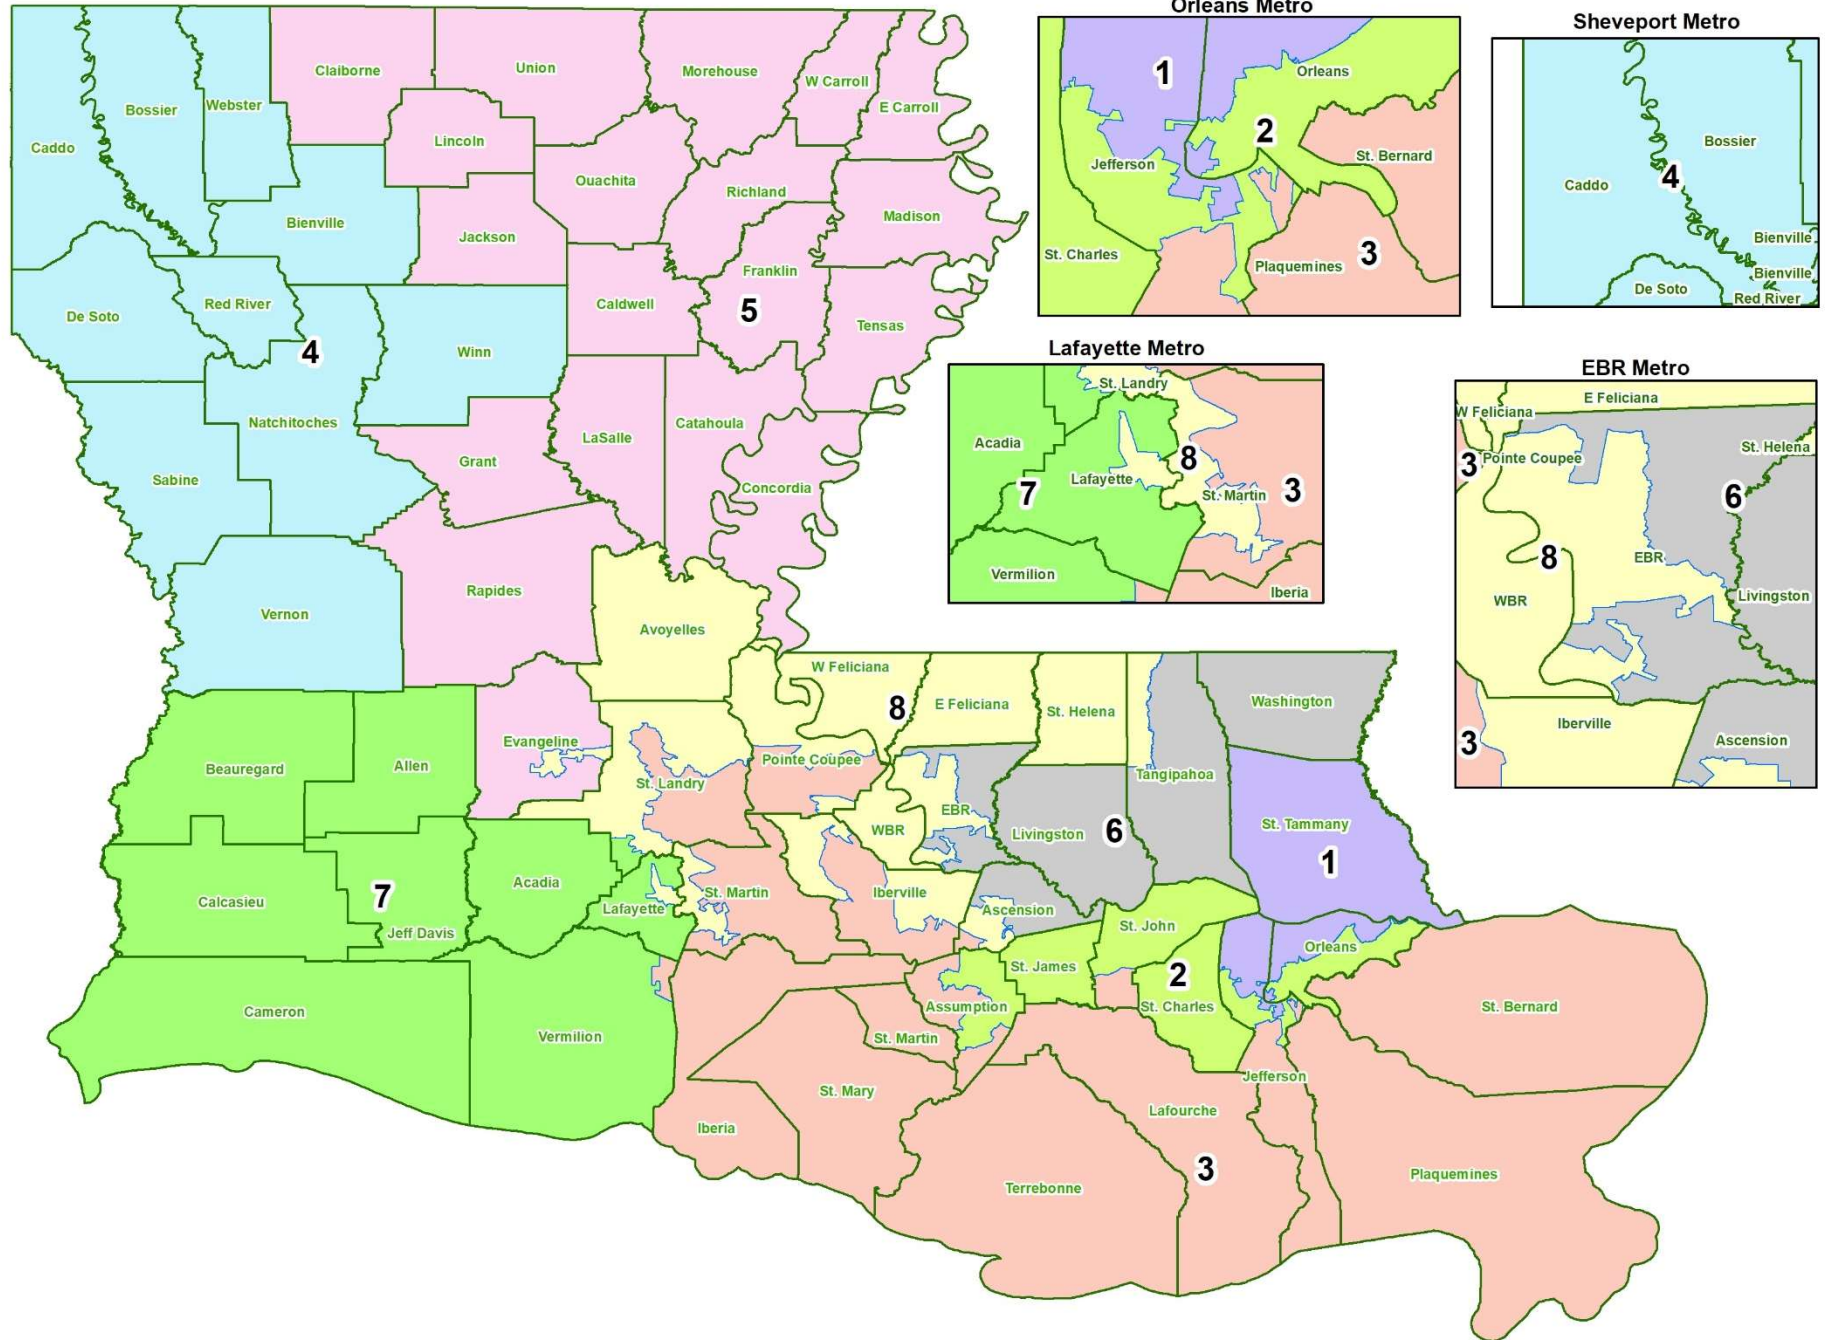 Orleans Metro
1
Orleans
2
St. Bernard
Jefferson
St. Charles
Plaquemines
3
Sheveport Metro
Bossier
4
Caddo
Bienville
Bienville
De Soto
Red River
Lafayette Metro
St. Landry
Acadia
8
Lafayette
7
St. Martin
3
Vermilion
Iberia
EBR Metro
E Feliciana
W Feliciana
St. Helena
3
Pointe Coupee
6
8
EBR
WBR
Livingston
Iberville
3
Ascension
Claiborne
Union
Morehouse
W Carroll
E Carroll
Bossier
Webster
Caddo
Lincoln
Ouachita
Richland
Madison
Bienville
Jackson
Franklin
Red River
Caldwell
5
De Soto
Tensas
4
Winn
Natchitoches
LaSalle
Catahoula
Grant
Sabine
Concordia
Rapides
Vernon
Avoyelles
W Feliciana
8
E Feliciana
St. Helena
Washington
Evangeline
Pointe Coupee
Beauregard
Allen
St. Landry
Tangipahoa
EBR
WBR
Livingston
6
St. Tammany
1
Calcasieu
7
Acadia
St. Martin
Iberville
Lafayette
Ascension
Jeff Davis
St. John
Orleans
St. James
2
Cameron
Assumption
St. Charles
St. Bernard
Vermilion
St. Martin
Jefferson
St. Mary
Lafourche
Iberia
3
Terrebonne
Plaquemines